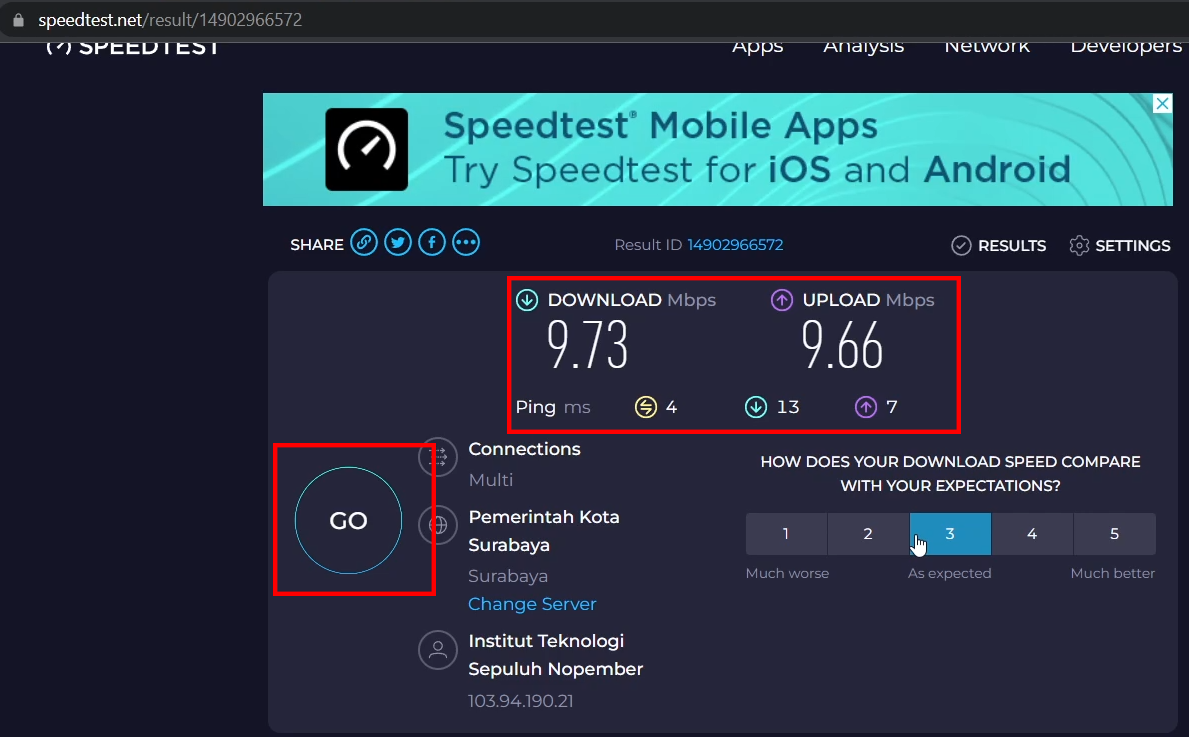 speedtest.net/result/14902966572
SPEEDTEST
Apps Analysis Network Developers
Speedtest® Mobile Apps
Try Speedtest for iOS and Android
SHARE
Result ID 14902966572
RESULTS SETTINGS
DOWNLOAD Mbps
9.73
UPLOAD Mbps
9.66
Ping ms 4 13 7
GO
Connections
Multi
Pemerintah Kota
Surabaya
Surabaya
Change Server
Institut Teknologi
Sepuluh Nopember
103.94.190.21
HOW DOES YOUR DOWNLOAD SPEED COMPARE
WITH YOUR EXPECTATIONS?
1 2 3 4 5
Much worse As expected Much better